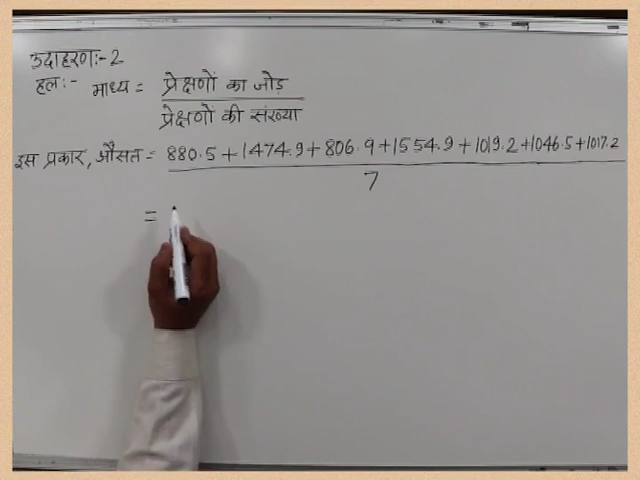 उदाहरण:-2
हल:- माध्य = प्रेक्षणों का जोड़
प्रेक्षणों की संख्या
इस प्रकार, औसत = 880.5+1474.9+806.9+1554.9+1019.2+1046.5+1017.2
7
=